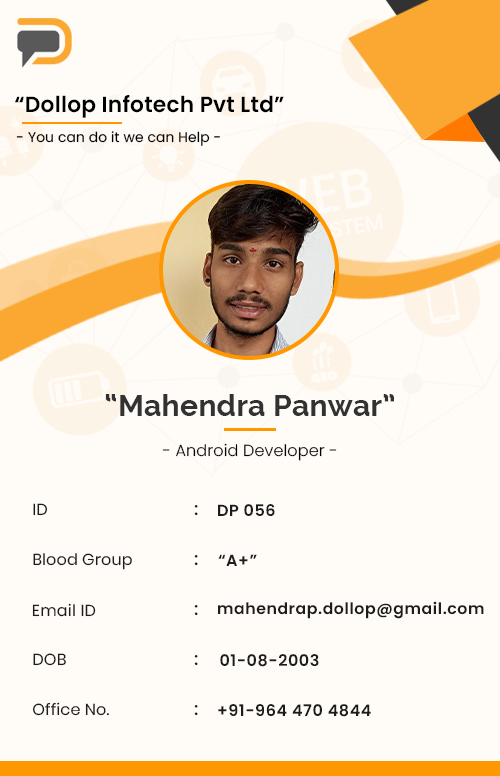 “Dollop Infotech Pvt Ltd”
- You can do it we can Help -
WEB
SYSTEM
“Mahendra Panwar”
- Android Developer -
ID : DP 056
Blood Group : “A+”
Email ID : mahendrap.dollop@gmail.com
DOB : 01-08-2003
Office No. : +91-964 470 4844